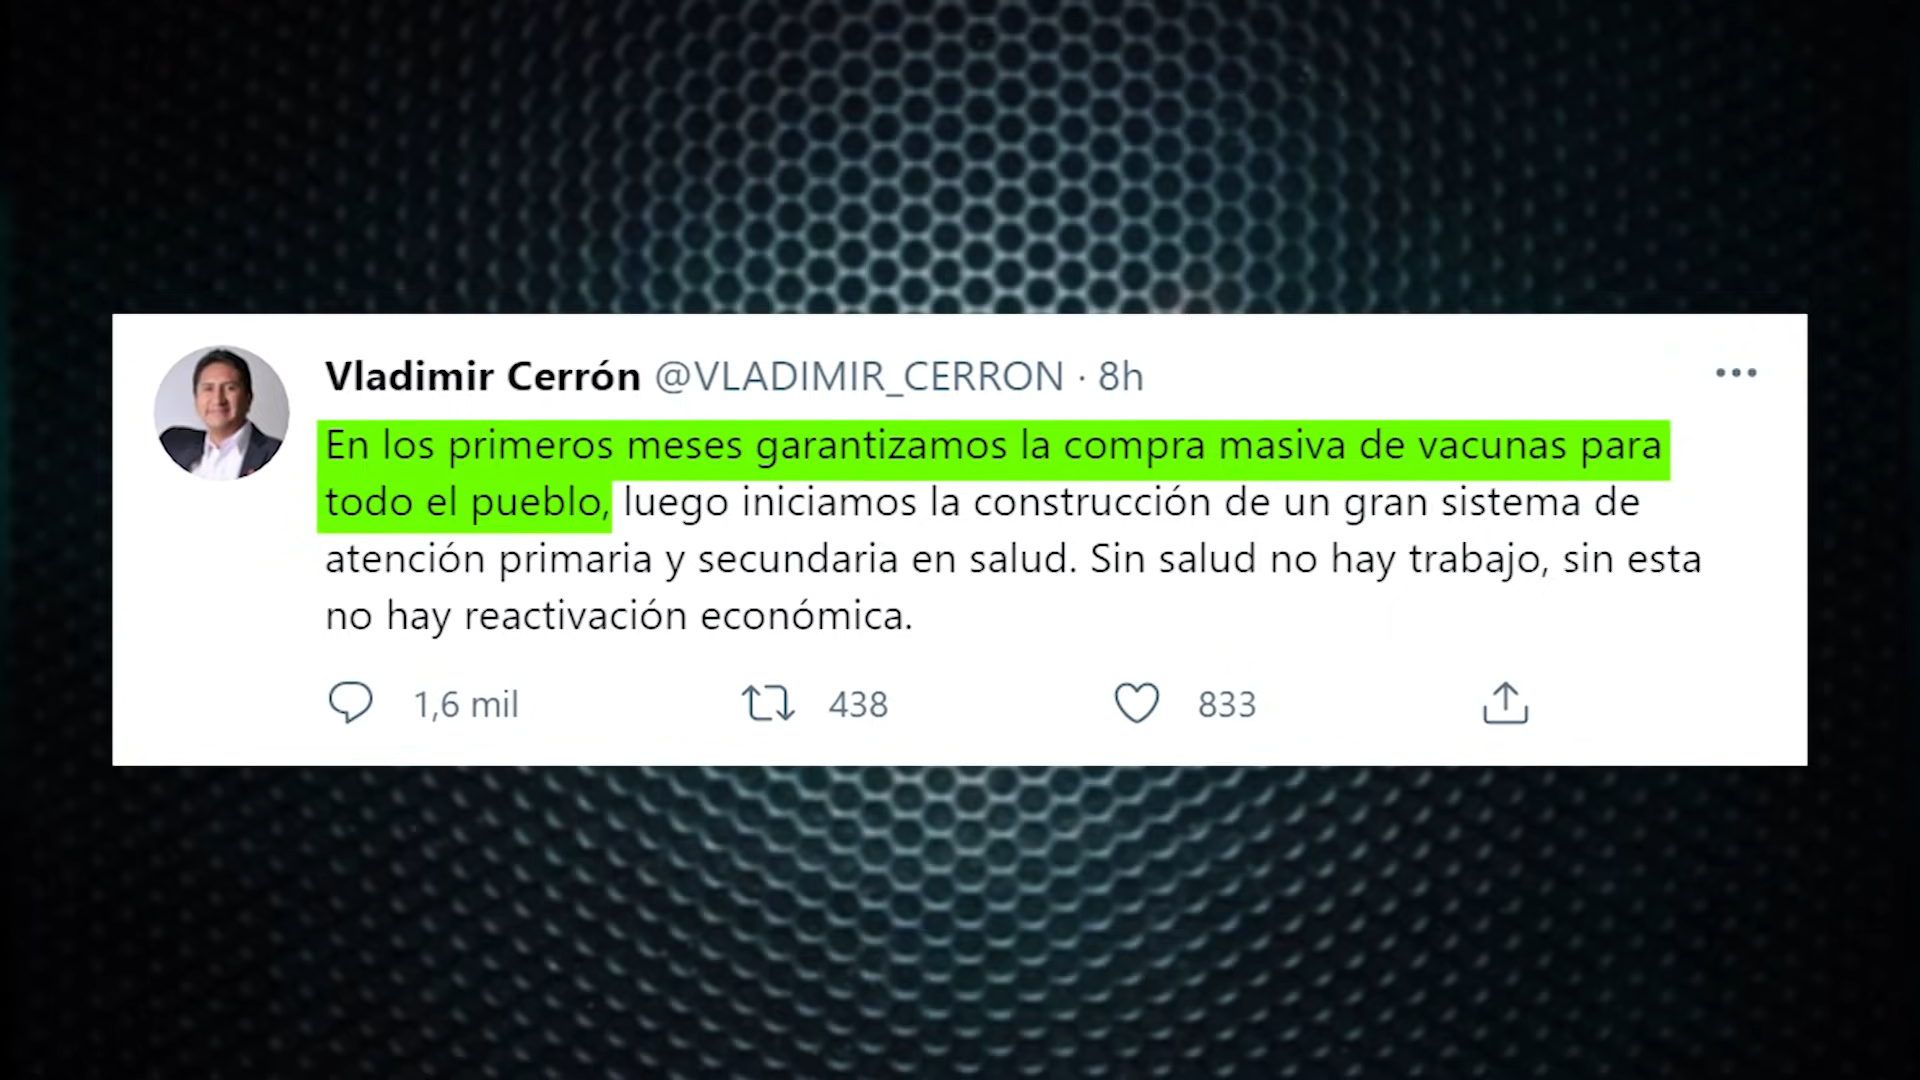 Vladimir Cerrón @VLADIMIR_CERRON · 8h
En los primeros meses garantizamos la compra masiva de vacunas para
todo el pueblo, luego iniciamos la construcción de un gran sistema de
atención primaria y secundaria en salud. Sin salud no hay trabajo, sin esta
no hay reactivación económica.
1,6 mil 438 833